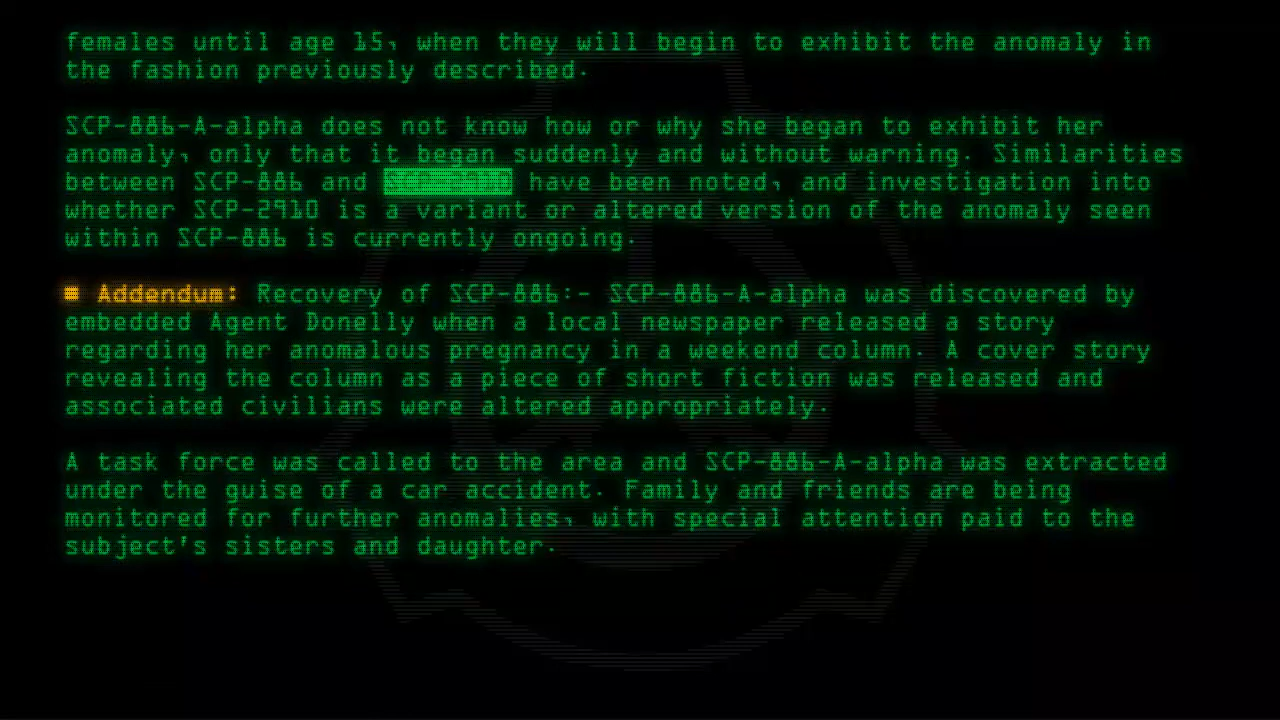 females until age 15, when they will begin to exhibit the anomaly in
the fashion previously described.
SCP-886-A-alpha does not know how or why she began to exhibit her
anomaly, only that it began suddenly and without warning. Similarities
between SCP-886 and have been noted, and investigation into
whether SCP-2910 is a variant or altered version of the anomaly seen
within SCP-886 is currently ongoing.
■ Addendum: Recovery of SCP-886:- SCP-886-A-alpha was discovered by
embedded Agent Donelly when a local newspaper released a story
regarding her anomalous pregnancy in a weekend column. A cover story
revealing the column as a piece of short fiction was released and
associated civilians were altered appropriately.
A task force was called to the area and SCP-886-A-alpha was extracted
under the guise of a car accident. Family and friends are being
monitored for further anomalies, with special attention paid to the
subject's sisters and daughter.